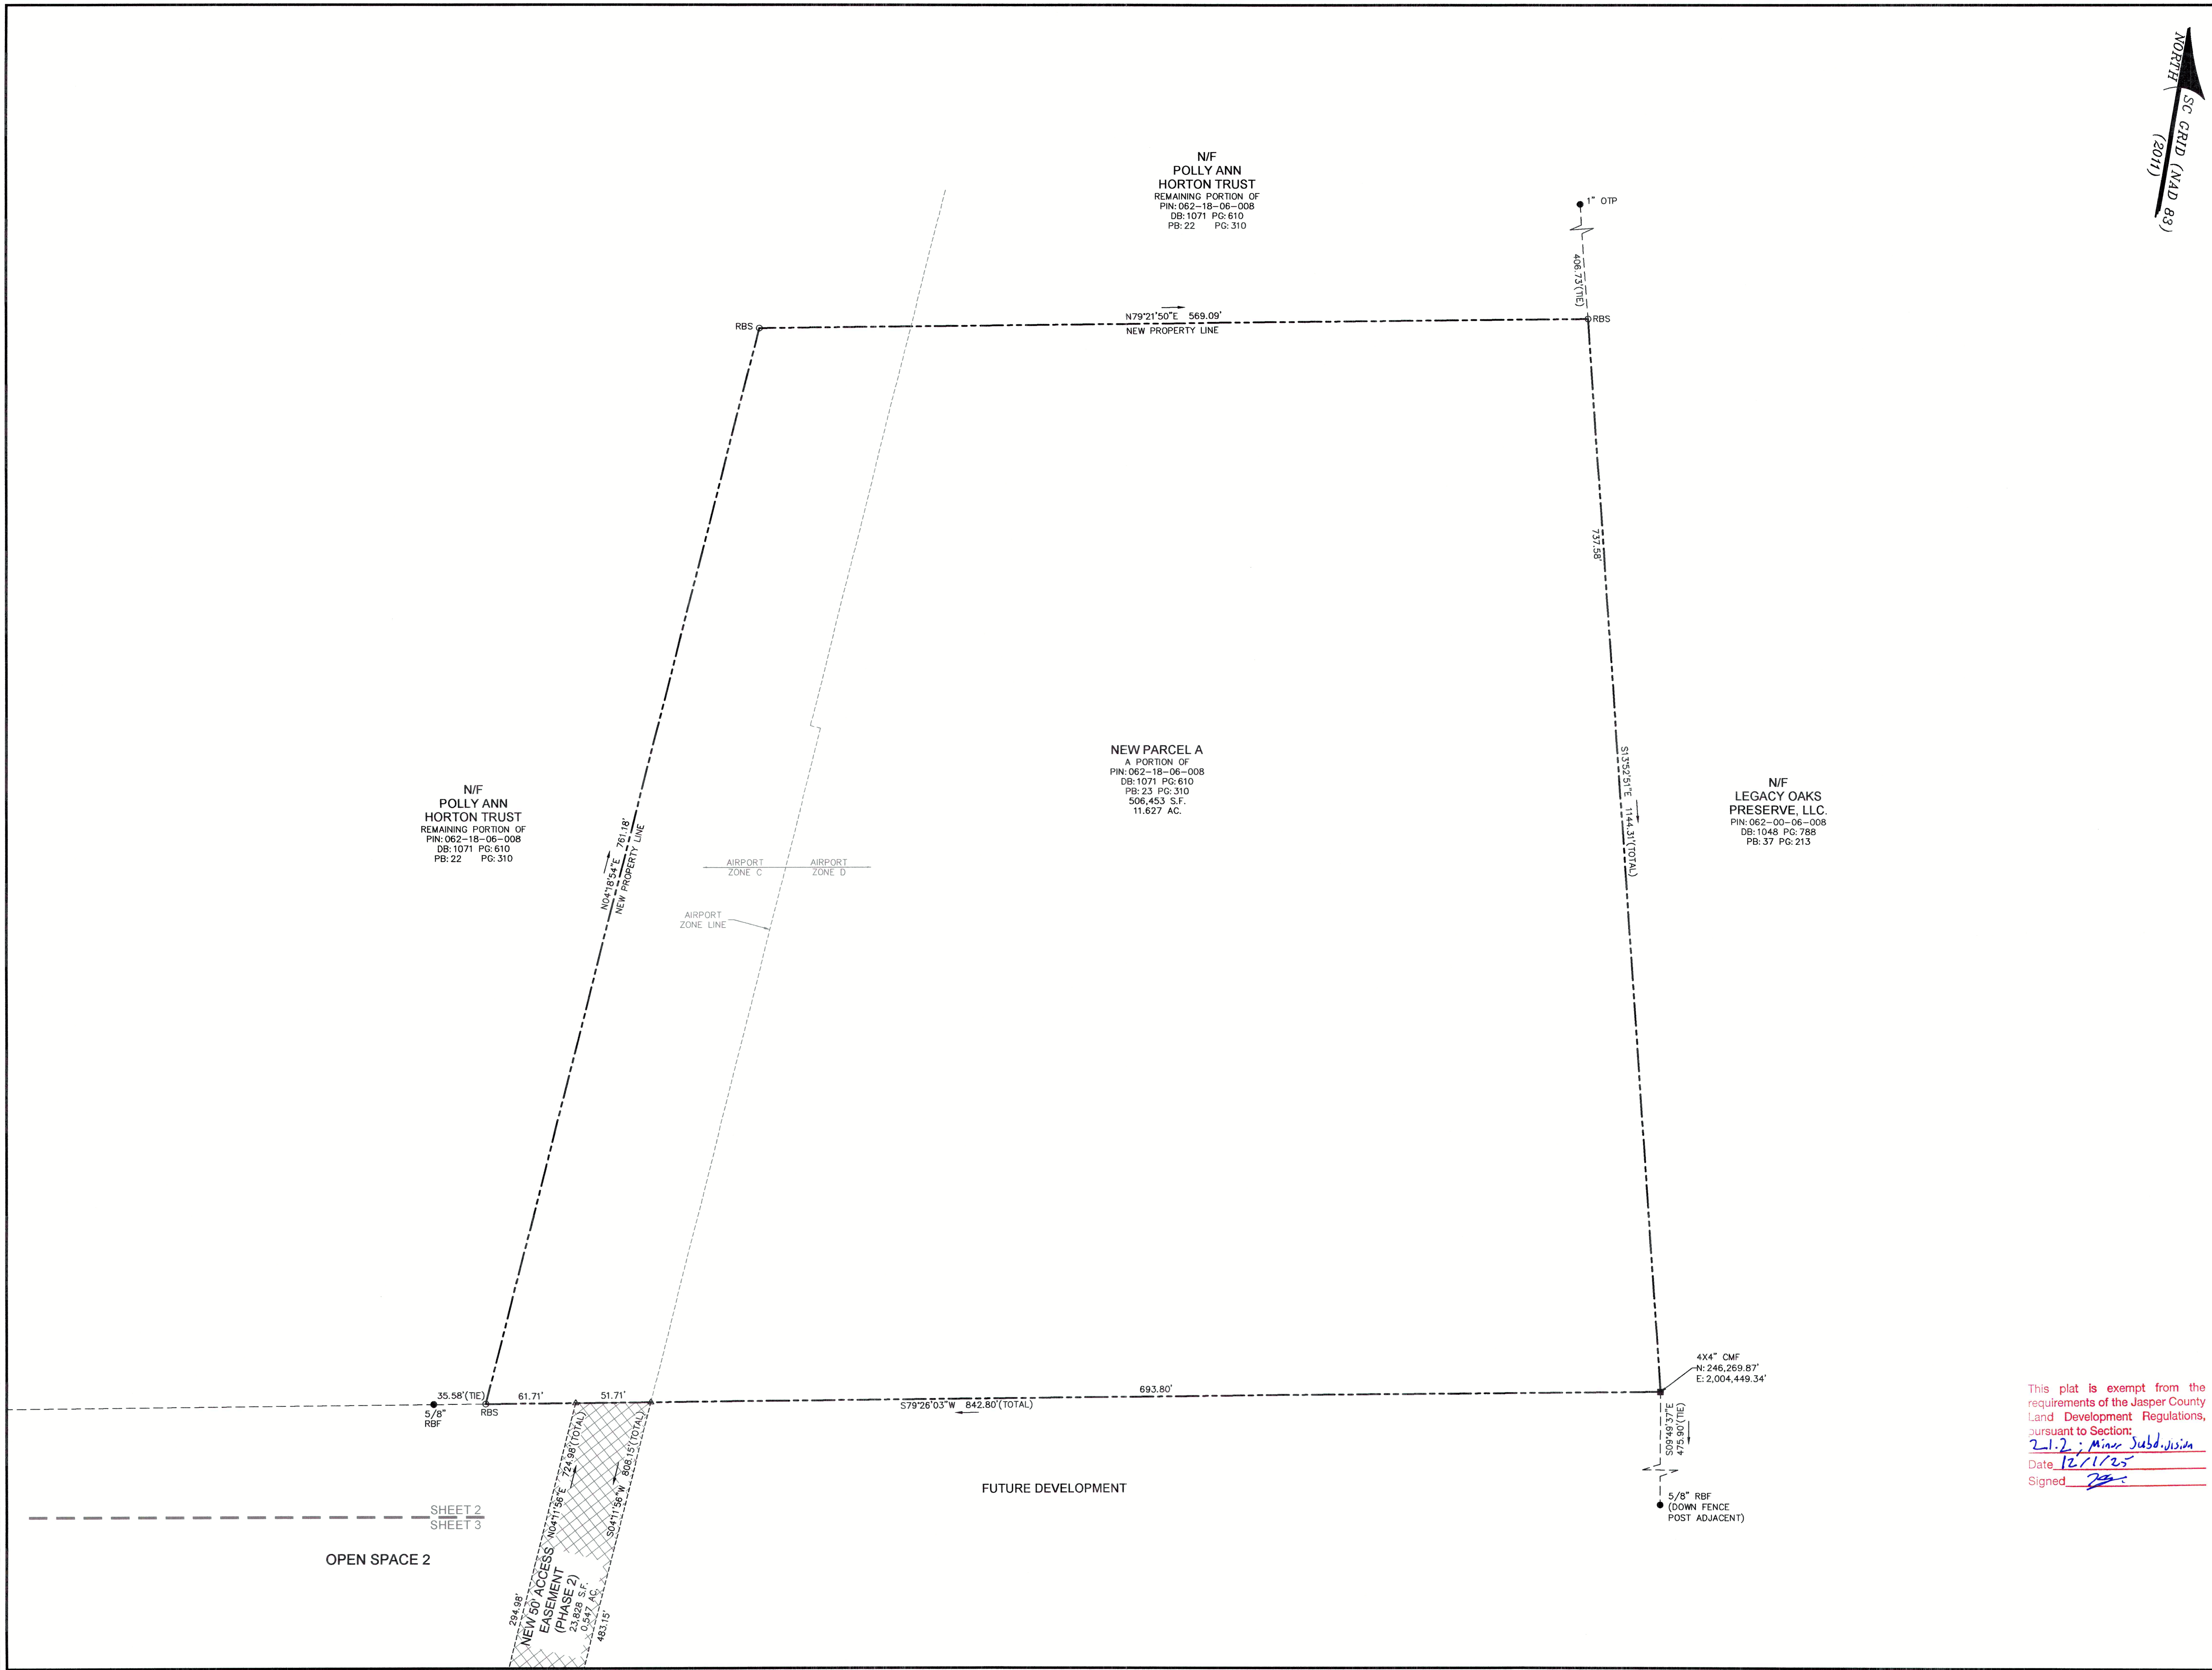 NORTH
SC GRID (NAD 83)
(2011)
N/F
POLLY ANN
HORTON TRUST
REMAINING PORTION OF
PIN: 062-18-06-008
DB: 1071 PG: 610
PB: 22 PG: 310
1" OTP
406.73'(TIE)
RBS
N79°21'50"E 569.09'
NEW PROPERTY LINE
RBS
737.58'
S13°52'51"E 1144.31'(TOTAL)
N/F
POLLY ANN
HORTON TRUST
REMAINING PORTION OF
PIN: 062-18-06-008
DB: 1071 PG: 610
PB: 22 PG: 310
N04°18'54"E 761.18'
NEW PROPERTY LINE
AIRPORT
ZONE C
AIRPORT
ZONE D
AIRPORT
ZONE LINE
NEW PARCEL A
A PORTION OF
PIN: 062-18-06-008
DB: 1071 PG: 610
PB: 23 PG: 310
506,453 S.F.
11.627 AC.
N/F
LEGACY OAKS
PRESERVE, LLC.
PIN: 062-00-06-008
DB: 1048 PG: 788
PB: 37 PG: 213
4X4" CMF
N: 246,269.87'
E: 2,004,449.34'
35.58'(TIE)
5/8"
RBF
RBS
61.71'
51.71'
693.80'
S79°26'03"W 842.80'(TOTAL)
S09°49'37"E
475.90'(TIE)
5/8" RBF
(DOWN FENCE
POST ADJACENT)
FUTURE DEVELOPMENT
SHEET 2
SHEET 3
OPEN SPACE 2
N04°11'56"E 724.98'(TOTAL)
S04°11'56"W 808.15'(TOTAL)
294.98'
NEW 50' ACCESS
EASEMENT
(PHASE 2)
23,828 S.F.
0.547 AC.
483.15'
This plat is exempt from the
requirements of the Jasper County
Land Development Regulations,
pursuant to Section:
2.1.2; Minor Subdivision
Date 12/1/25
Signed